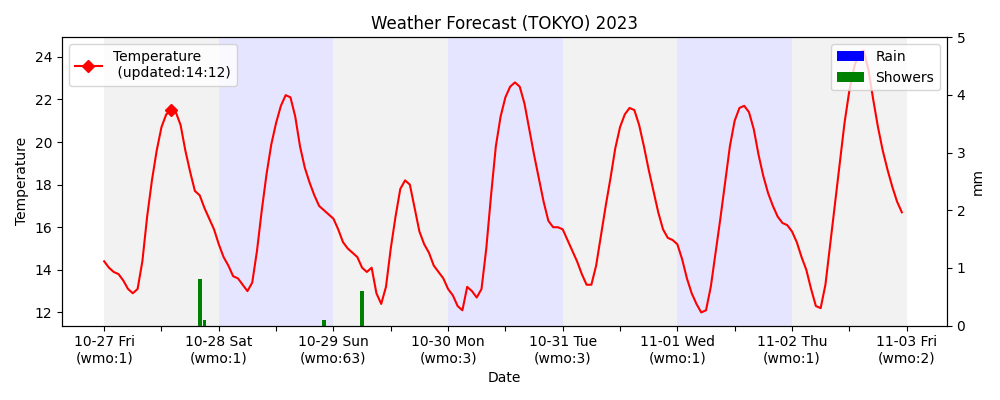 Weather Forecast (TOKYO) 2023
Temperature
(updated:14:12)
Rain
Showers
24
22
20
18
16
14
12
Temperature
5
4
3
2
1
0
mm
10-27 Fri
(wmo:1)
10-28 Sat
(wmo:1)
10-29 Sun
(wmo:63)
10-30 Mon
(wmo:3)
10-31 Tue
(wmo:3)
11-01 Wed
(wmo:1)
11-02 Thu
(wmo:1)
11-03 Fri
(wmo:2)
Date